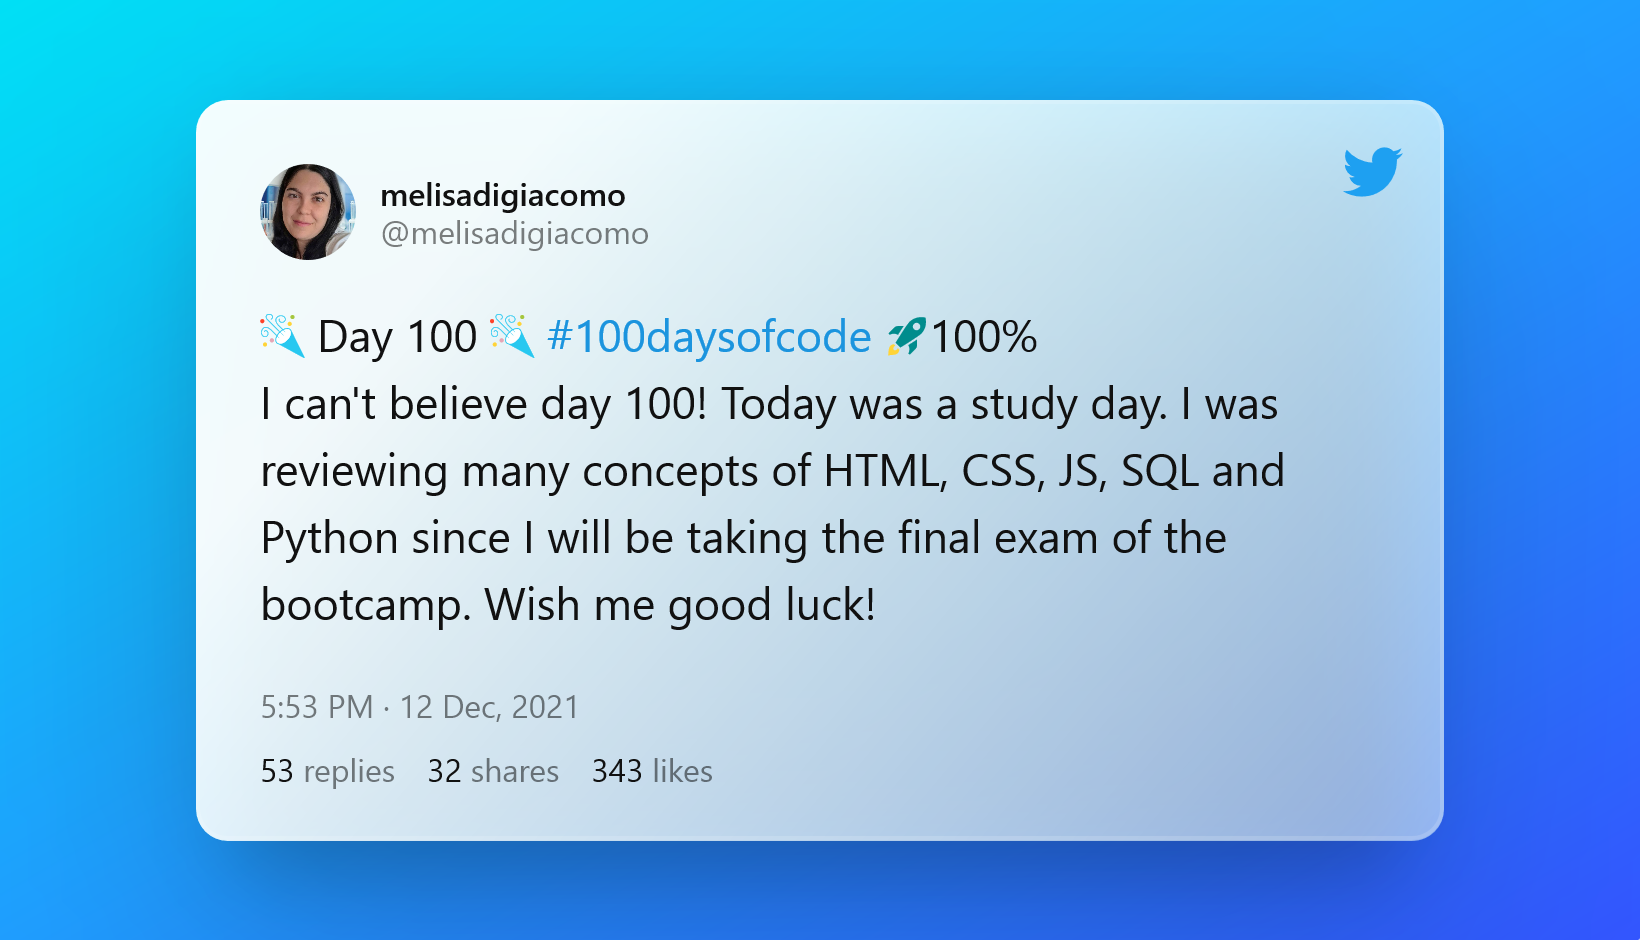 melisadigiacomo
@melisadigiacomo
🎉 Day 100 🎉 #100daysofcode 🚀100%
I can't believe day 100! Today was a study day. I was
reviewing many concepts of HTML, CSS, JS, SQL and
Python since I will be taking the final exam of the
bootcamp. Wish me good luck!
5:53 PM · 12 Dec, 2021
53 replies 32 shares 343 likes